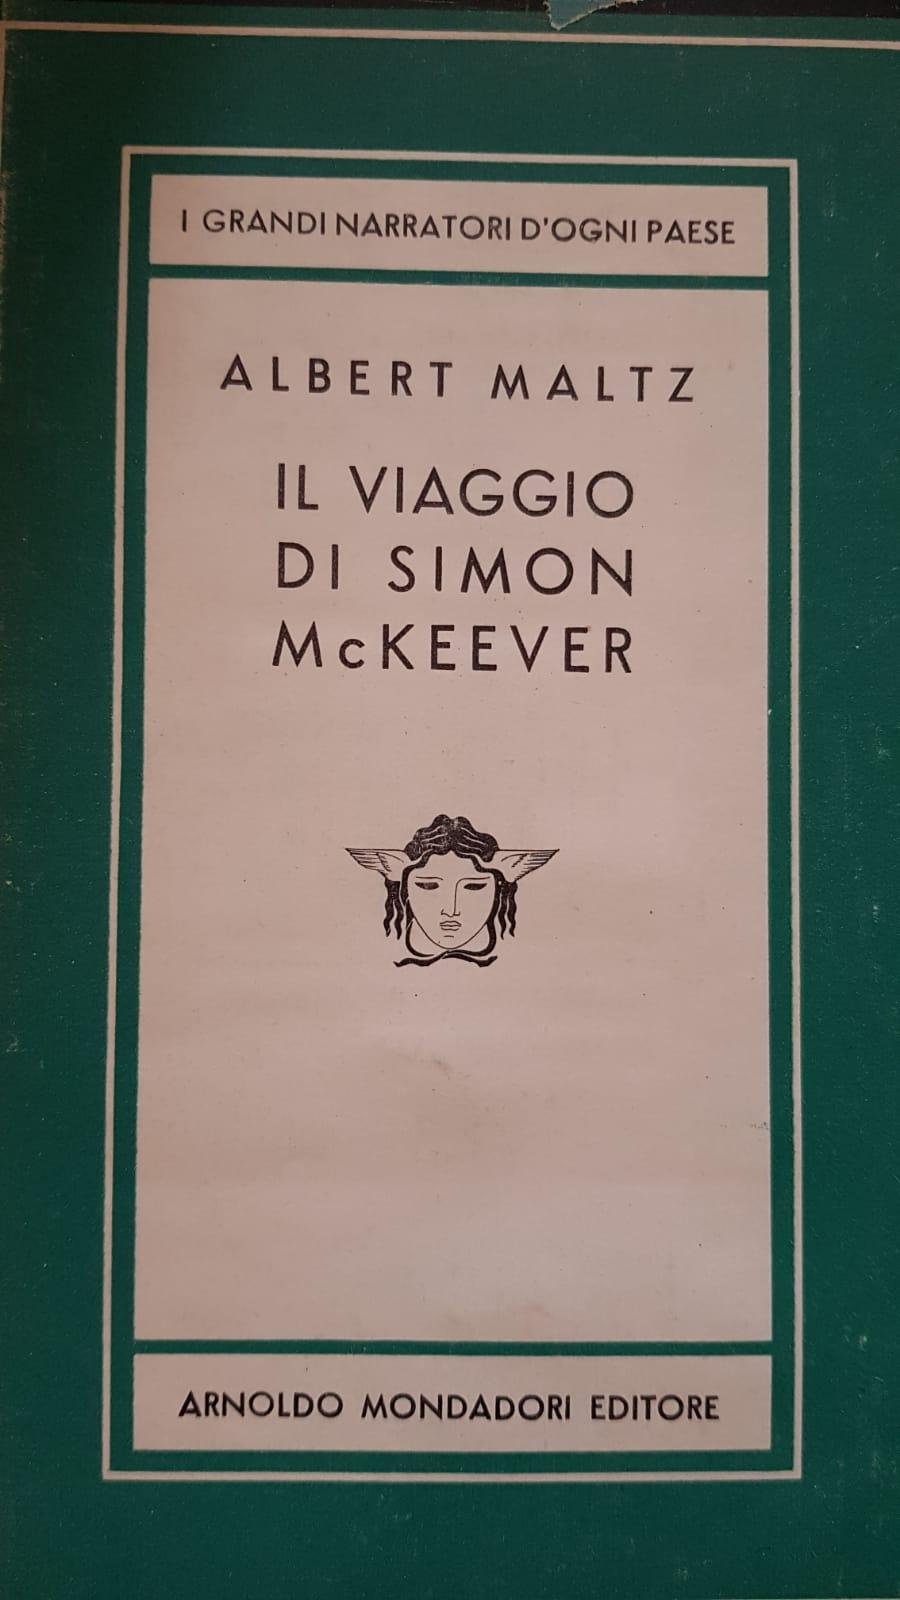 I GRANDI NARRATORI D'OGNI PAESE
ALBERT MALTZ
IL VIAGGIO
DI SIMON
McKEEVER
ARNOLDO MONDADORI EDITORE